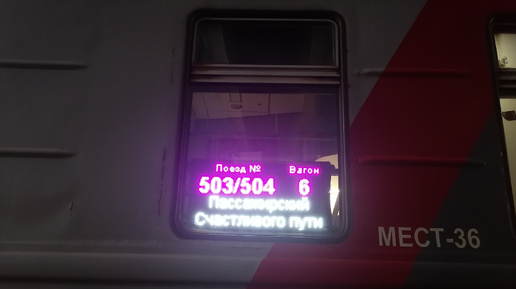 Поезд № Вагон
503/504 6
Пассажирский
Счастливого пути
МЕСТ-36